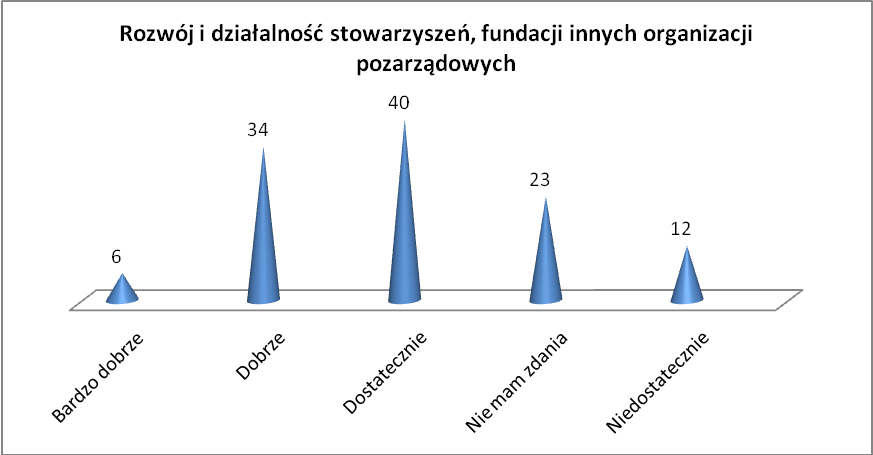 Rozwój i działalność stowarzyszeń, fundacji innych organizacji
pozarządowych
6
34
40
23
12
Bardzo dobrze
Dobrze
Dostatecznie
Nie mam zdania
Niedostatecznie